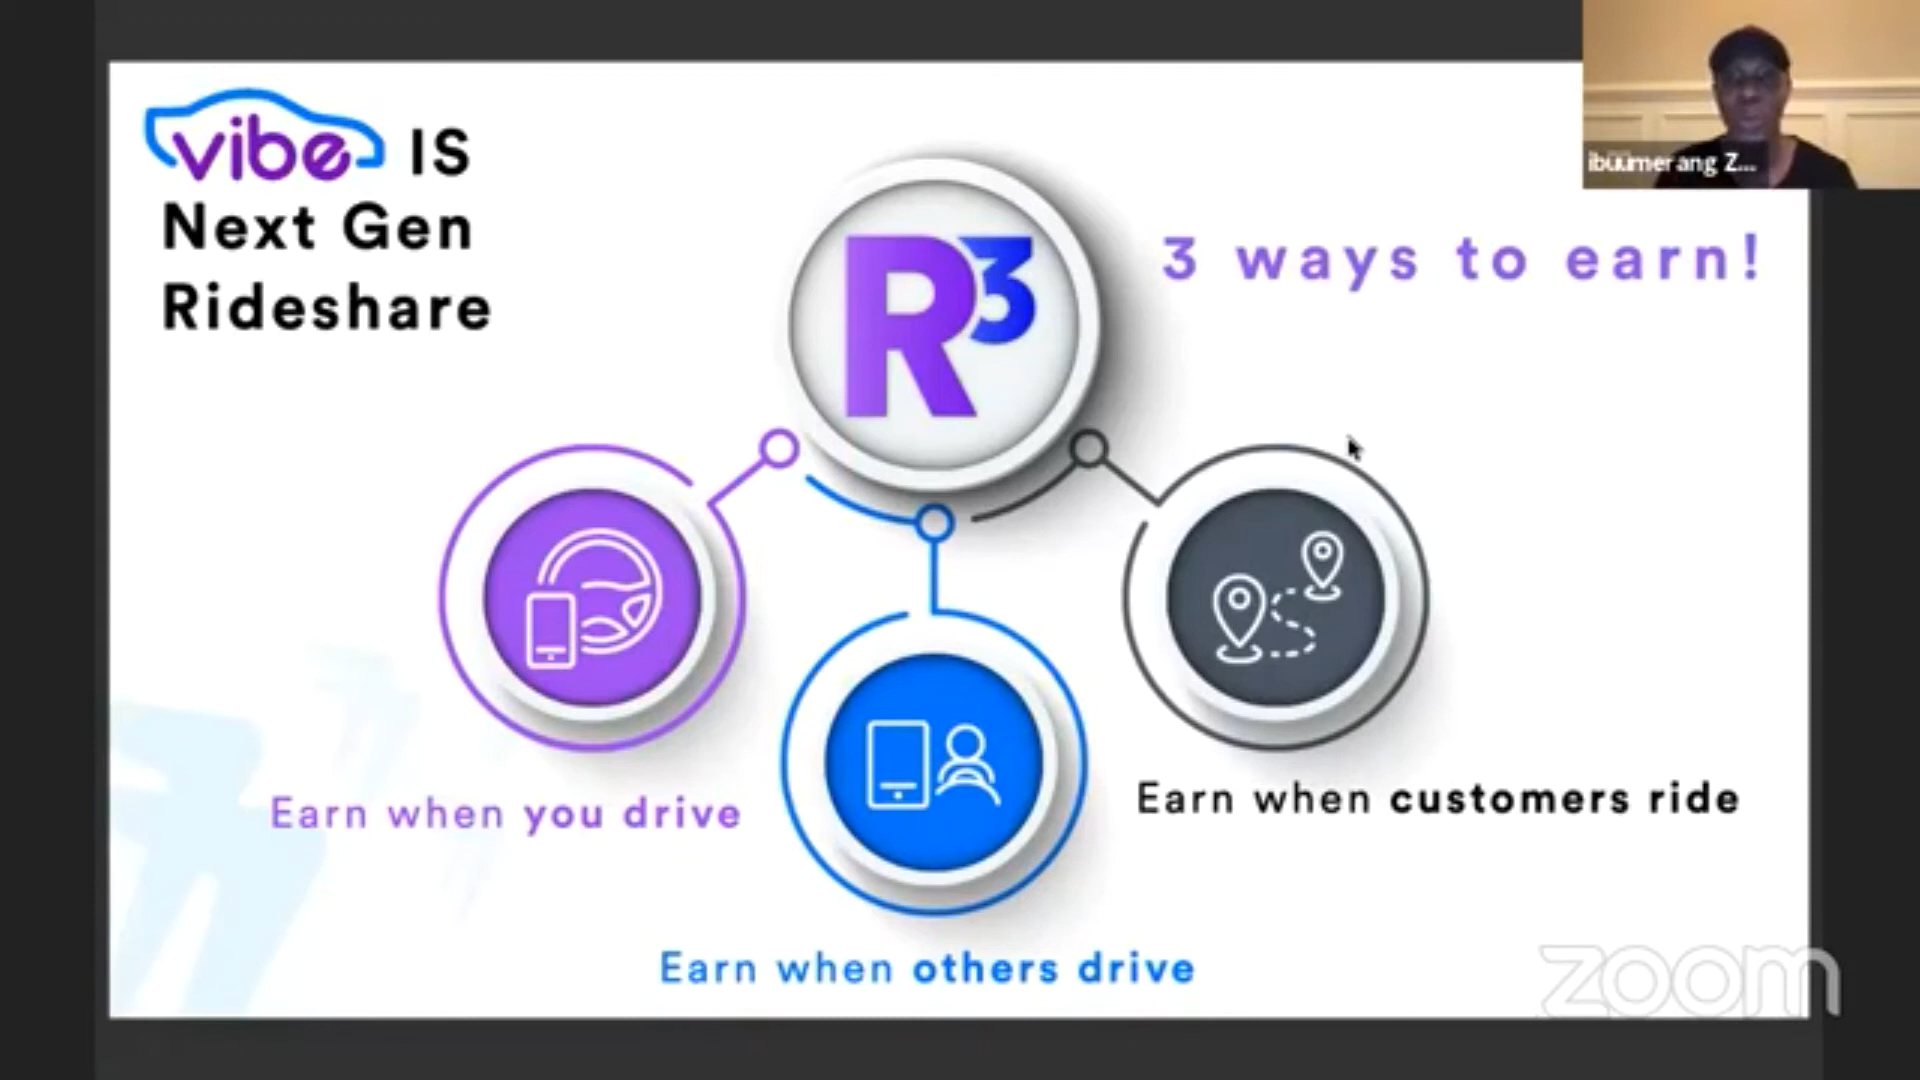 vibe IS
Next Gen
Rideshare
R3
3 ways to earn!
ibuumerang Z...
Earn when you drive
Earn when others drive
Earn when customers ride
zoom